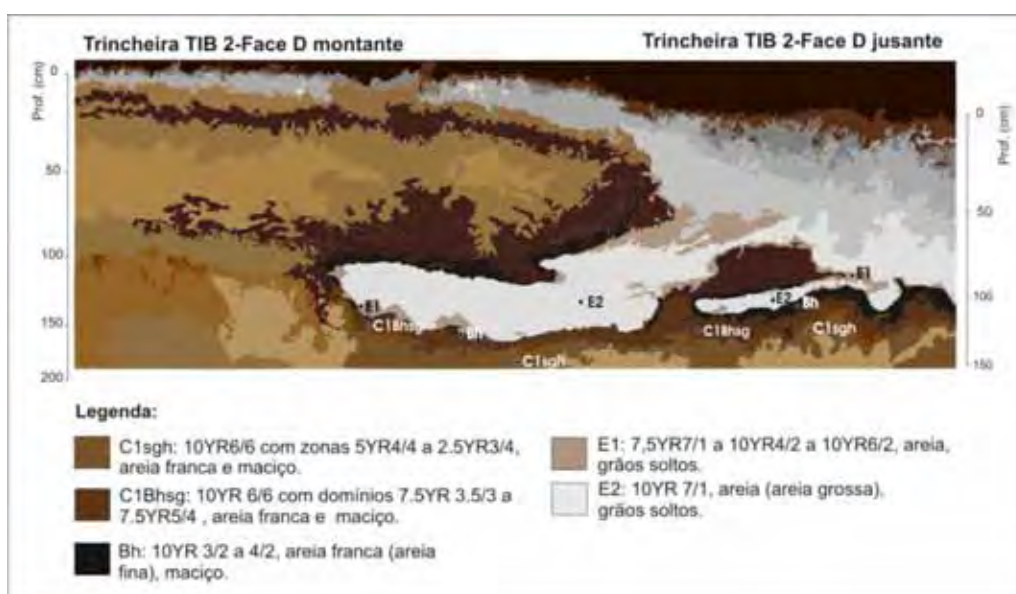 Trincheira TIB 2-Face D montante
Trincheira TIB 2-Face D jusante
Prof. (cm)
0
50
100
150
200
0
50
100
150
Prof. (cm)
E1
C1Bhsg
Bh
E2
C1sgh
E1
E2
Bh
C1Bhsg
C1sgh
Legenda:
C1sgh: 10YR6/6 com zonas 5YR4/4 a 2.5YR3/4,
areia franca e maciço.
C1Bhsg: 10YR 6/6 com domínios 7.5YR 3.5/3 a
7.5YR5/4 , areia franca e maciço.
Bh: 10YR 3/2 a 4/2, areia franca (areia
fina), maciço.
E1: 7,5YR7/1 a 10YR4/2 a 10YR6/2, areia,
grãos soltos.
E2: 10YR 7/1, areia (areia grossa),
grãos soltos.